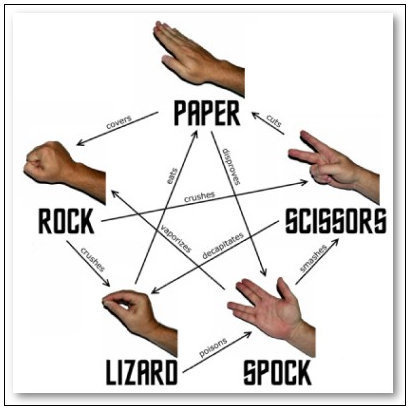 PAPER
covers
cuts
eats
disproves
crushes
ROCK
SCISSORS
vaporizes
decapitates
crushes
smashes
LIZARD
poisons
SPOCK